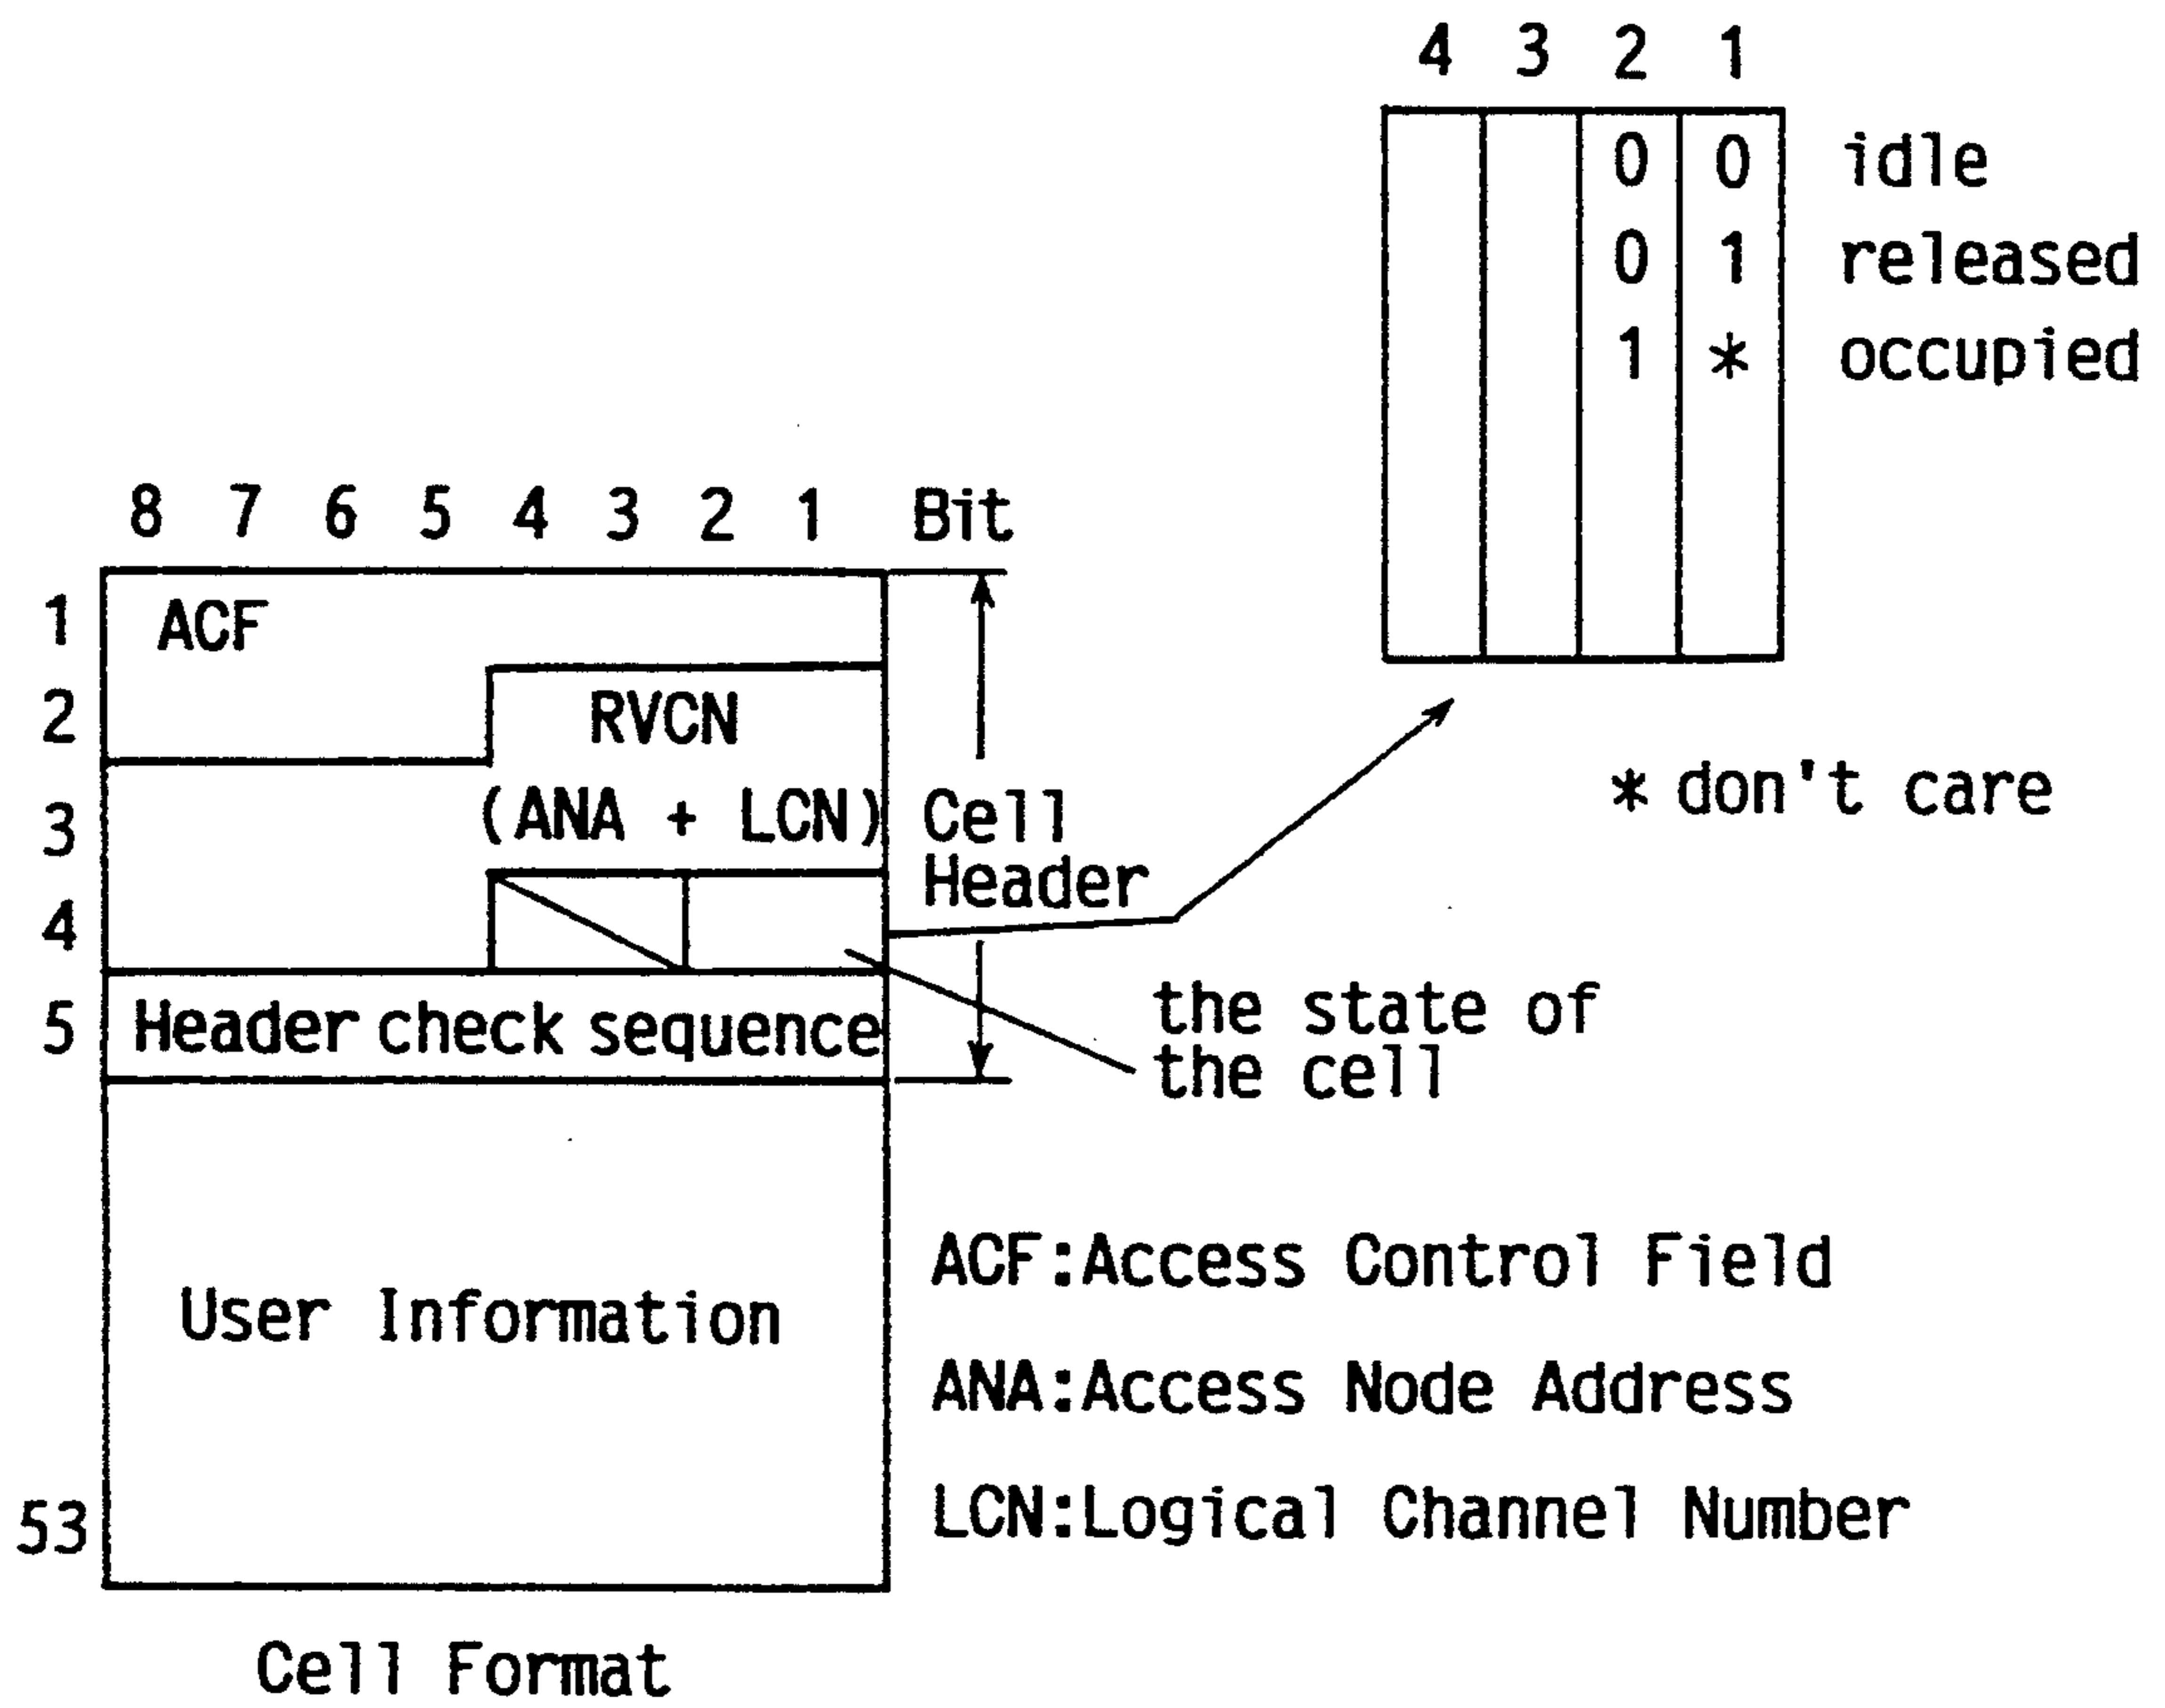 4 3 2 1
0 0 idle
0 1 released
1 * occupied
8 7 6 5 4 3 2 1 Bit
1 ACF
2 RVCN
* don't care
3 (ANA + LCN) Cell
Header
4
the state of
the cell
5 Header check sequence
ACF:Access Control Field
User Information
ANA:Access Node Address
LCN:Logical Channel Number
53
Cell Format